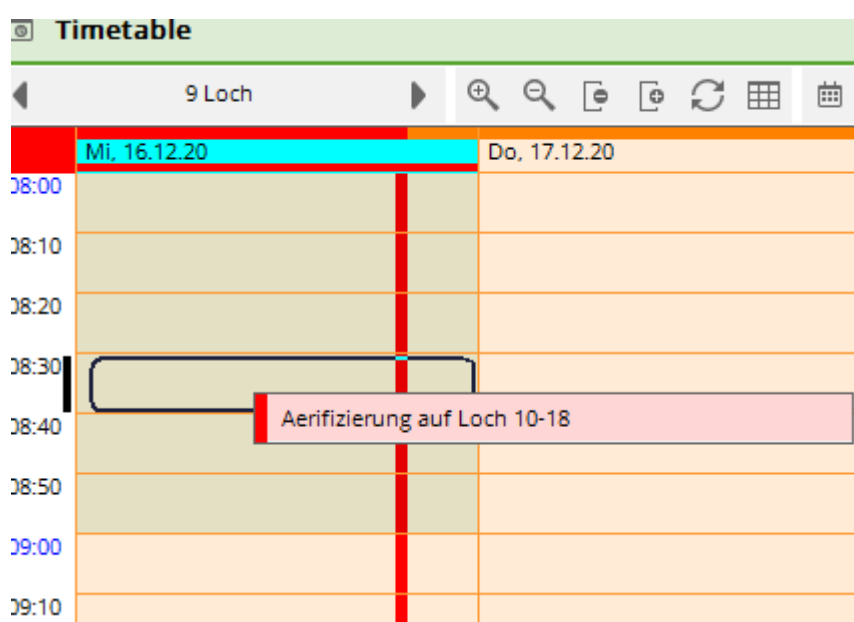 Timetable
9 Loch
Mi, 16.12.20
Do, 17.12.20
08:00
08:10
08:20
08:30
Aerifizierung auf Loch 10-18
08:40
08:50
09:00
09:10